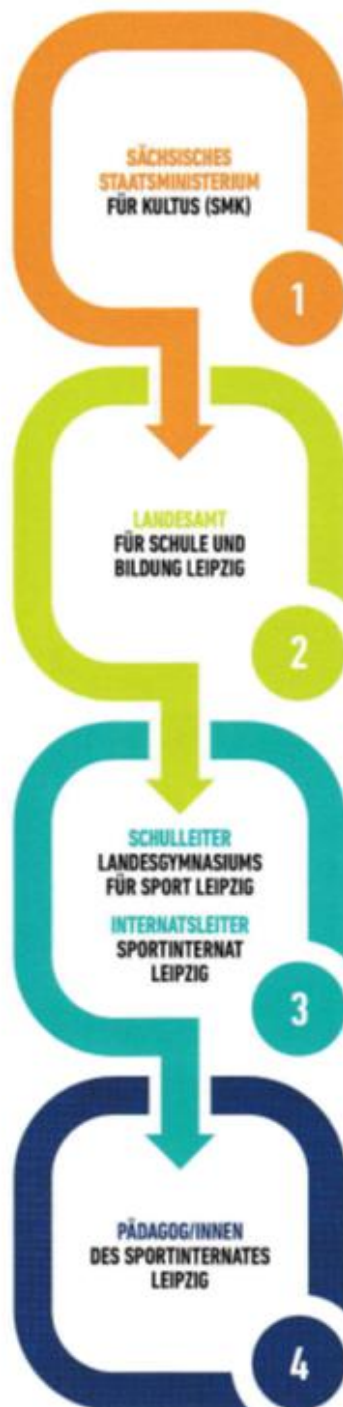 SÄCHSISCHES
STAATSMINISTERIUM
FÜR KULTUS (SMK)
1
LANDESAMT
FÜR SCHULE UND
BILDUNG LEIPZIG
2
SCHULLEITER
LANDESGYMNASIUMS
FÜR SPORT LEIPZIG
INTERNATSLEITER
SPORTINTERNAT
LEIPZIG
3
PÄDAGOG/INNEN
DES SPORTINTERNATES
LEIPZIG
4